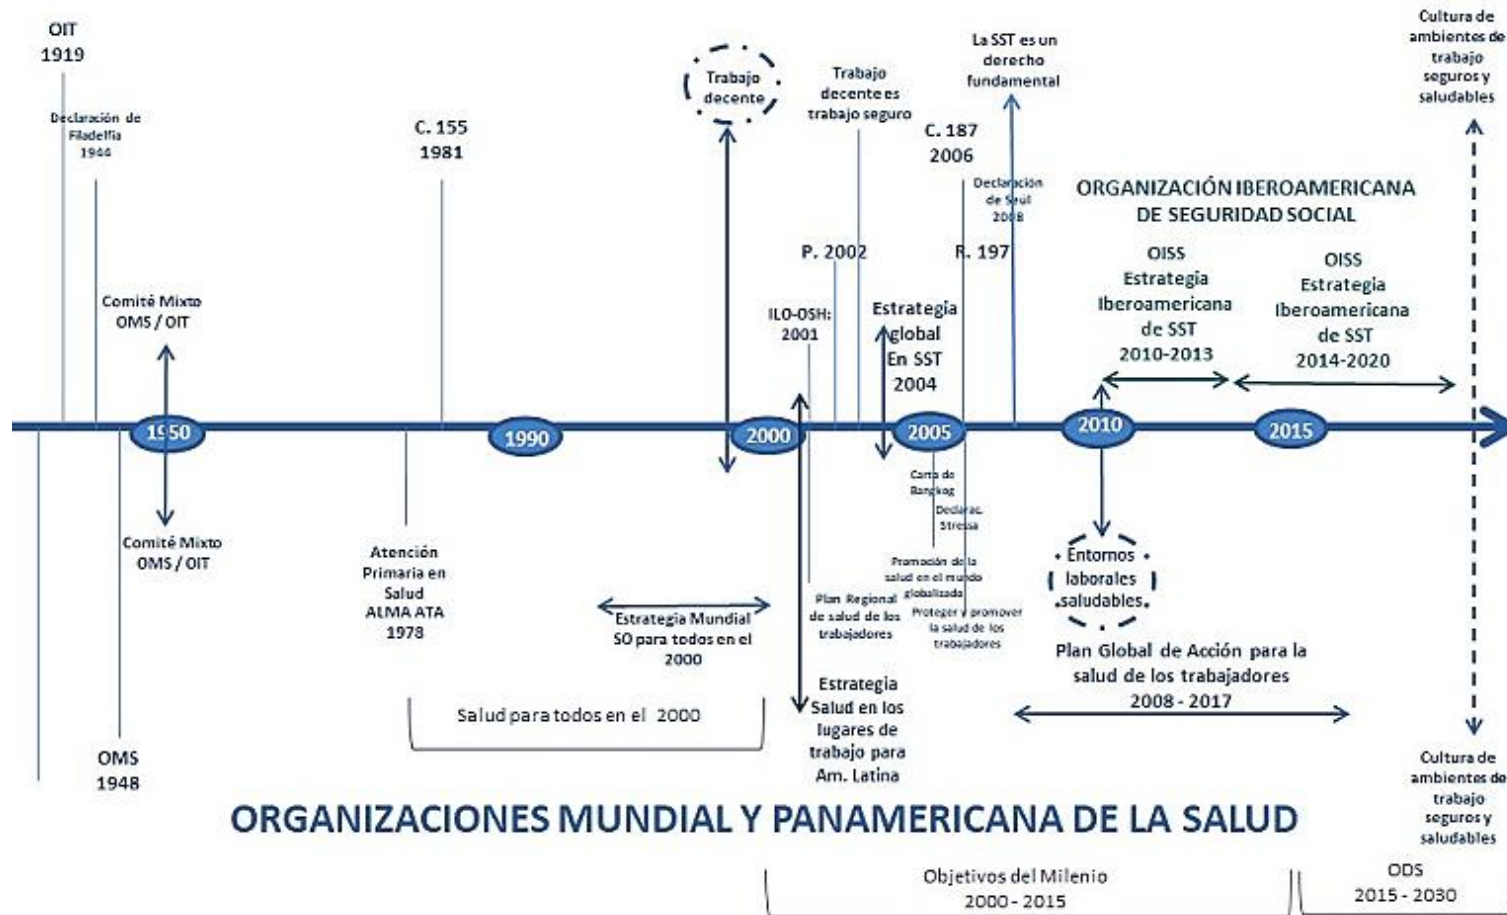 OIT
1919
Declaración de
Filadelfia
1944
C. 155
1981
Trabajo
decente
Trabajo
decente es
trabajo seguro
La SST es un
derecho
fundamental
Cultura de
ambientes de
trabajo
seguros y
saludables
C. 187
2006
Declaración
de Seúl
2008
ORGANIZACIÓN IBEROAMERICANA
DE SEGURIDAD SOCIAL
P. 2002
R. 197
OISS
Estrategia
Iberoamericana
de SST
2010-2013
OISS
Estrategia
Iberoamericana
de SST
2014-2020
Comité Mixto
OMS / OIT
ILO-OSH:
2001
Estrategia
global
En SST
2004
1950
1990
2000
2005
2010
2015
Comité Mixto
OMS / OIT
Atención
Primaria en
Salud
ALMA ATA
1978
Estrategia Mundial
SO para todos en el
2000
Salud para todos en el 2000
OMS
1948
Plan Regional
de salud de los
trabajadores
Estrategia
Salud en los
lugares de
trabajo para
Am. Latina
Carta de
Bangkog
Declarac.
Stressa
Promoción de la
salud en el mundo
globalizado
Proteger y promover
la salud de los
trabajadores
Entornos
laborales
saludables
Plan Global de Acción para la
salud de los trabajadores
2008 - 2017
Cultura de
ambientes de
trabajo
seguros y
saludables
ORGANIZACIONES MUNDIAL Y PANAMERICANA DE LA SALUD
Objetivos del Milenio
2000 - 2015
ODS
2015 - 2030